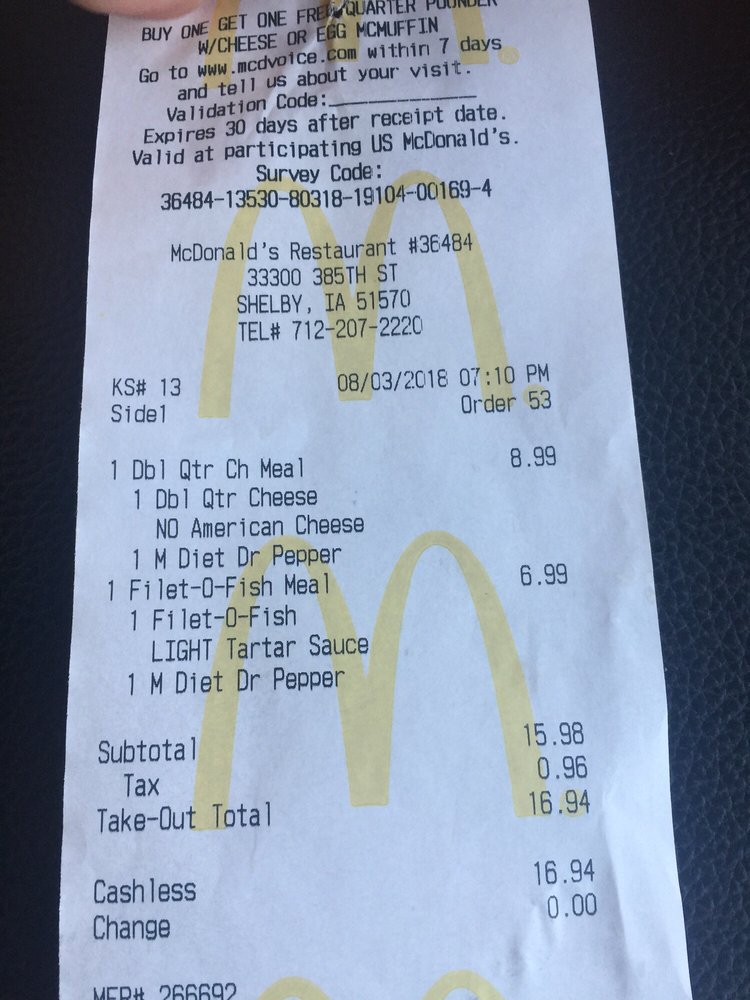 BUY ONE GET ONE FREE QUARTER POUNDER
W/CHEESE OR EGG MCMUFFIN
Go to www.mcdvoice.com within 7 days
and tell us about your visit.
Validation Code:_______________
Expires 30 days after receipt date.
Valid at participating US McDonald's.
Survey Code:
36484-13530-80318-19104-00169-4
McDonald's Restaurant #36484
33300 385TH ST
SHELBY, IA 51570
TEL# 712-207-2220
KS# 13 08/03/2018 07:10 PM
Side1 Order 53
1 Dbl Qtr Ch Meal 8.99
1 Dbl Qtr Cheese
NO American Cheese
1 M Diet Dr Pepper
1 Filet-O-Fish Meal 6.99
1 Filet-O-Fish
LIGHT Tartar Sauce
1 M Diet Dr Pepper
Subtotal 15.98
Tax 0.96
Take-Out Total 16.94
Cashless 16.94
Change 0.00
MER# 266692